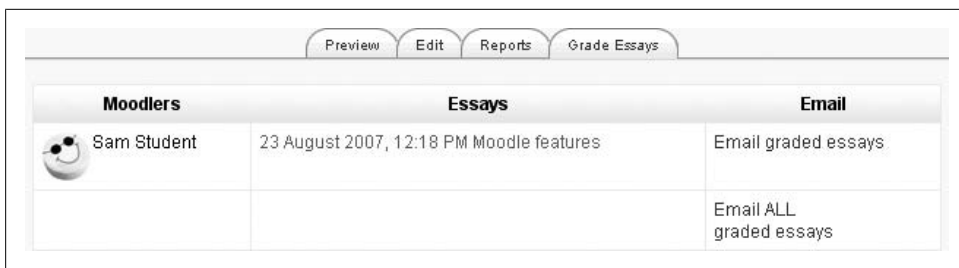 Preview Edit Reports Grade Essays
Moodlers Essays Email
Sam Student 23 August 2007, 12:18 PM Moodle features Email graded essays
Email ALL
graded essays